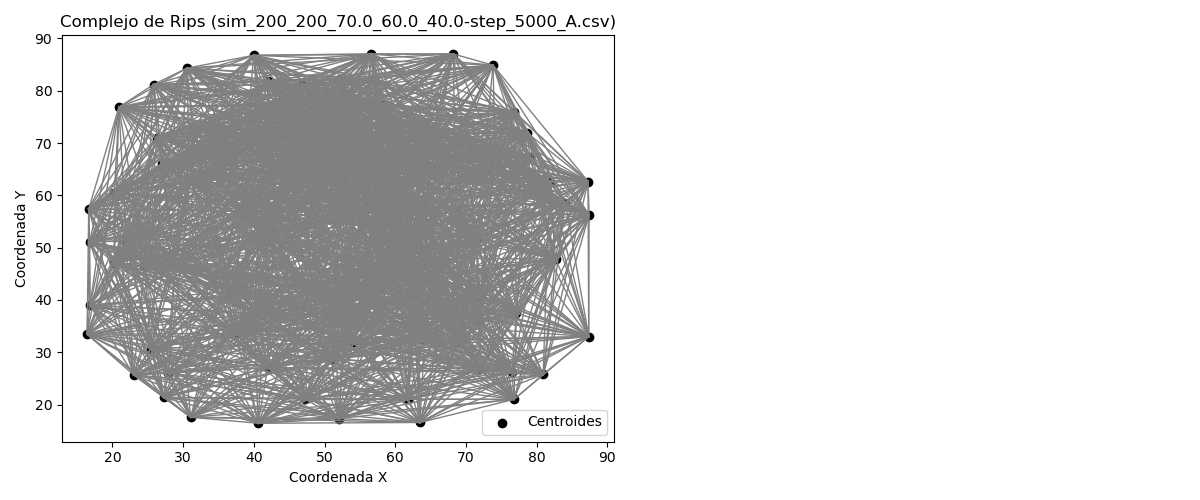 Complejo de Rips (sim_200_200_70.0_60.0_40.0-step_5000_A.csv)
90
80
70
60
50
40
30
20
Coordenada Y
Centroides
20 30 40 50 60 70 80 90
Coordenada X